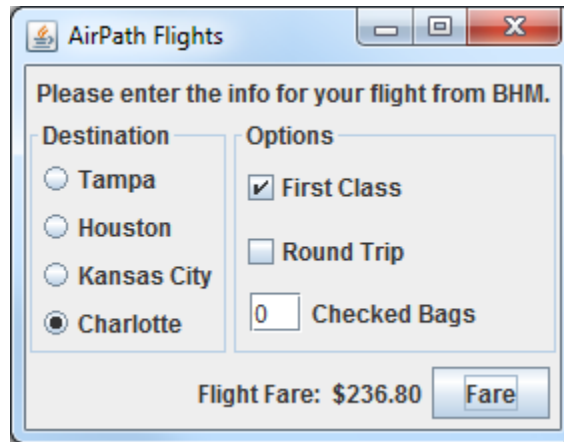 AirPath Flights
Please enter the info for your flight from BHM.
Destination
Tampa
Houston
Kansas City
Charlotte
Options
First Class
Round Trip
0 Checked Bags
Flight Fare: $236.80 Fare